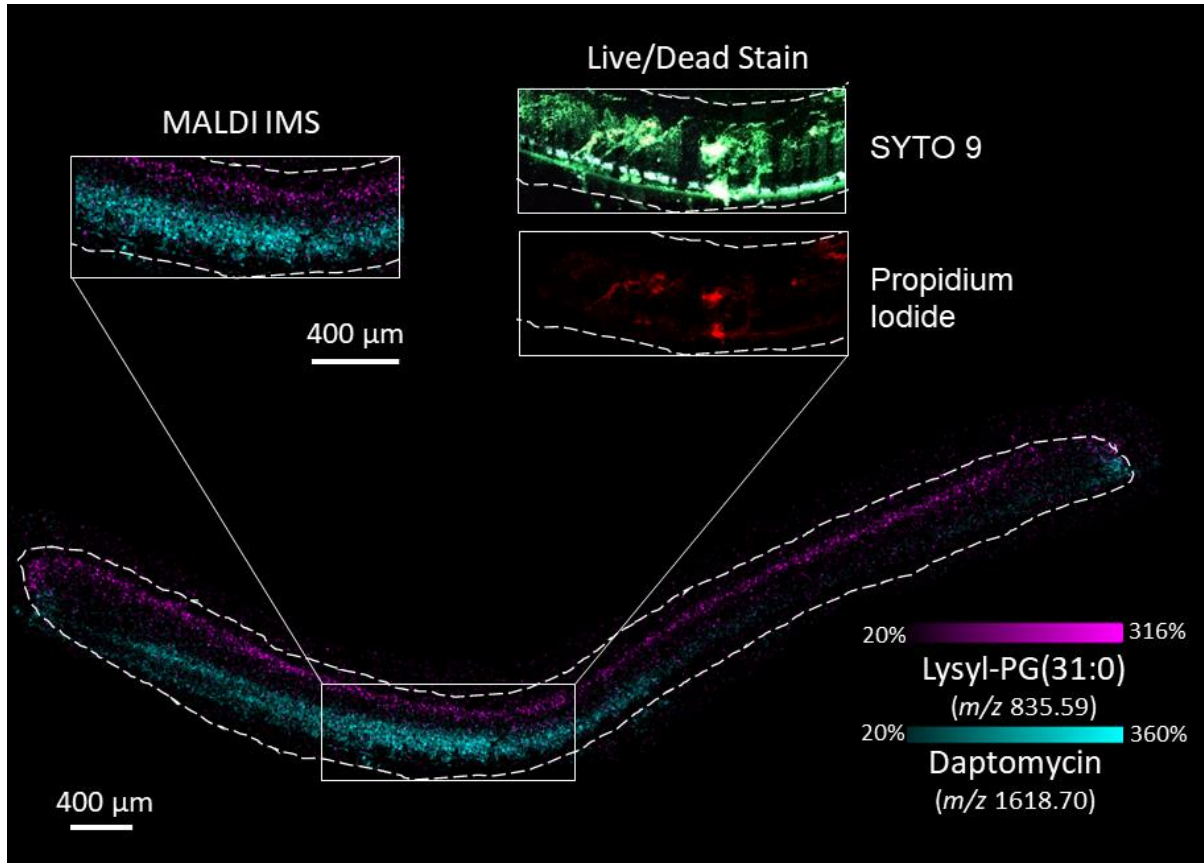 Live/Dead Stain
MALDI IMS
SYTO 9
Propidium
Iodide
400 µm
20%
316%
Lysyl-PG(31:0)
(m/z 835.59)
20%
360%
Daptomycin
(m/z 1618.70)
400 µm